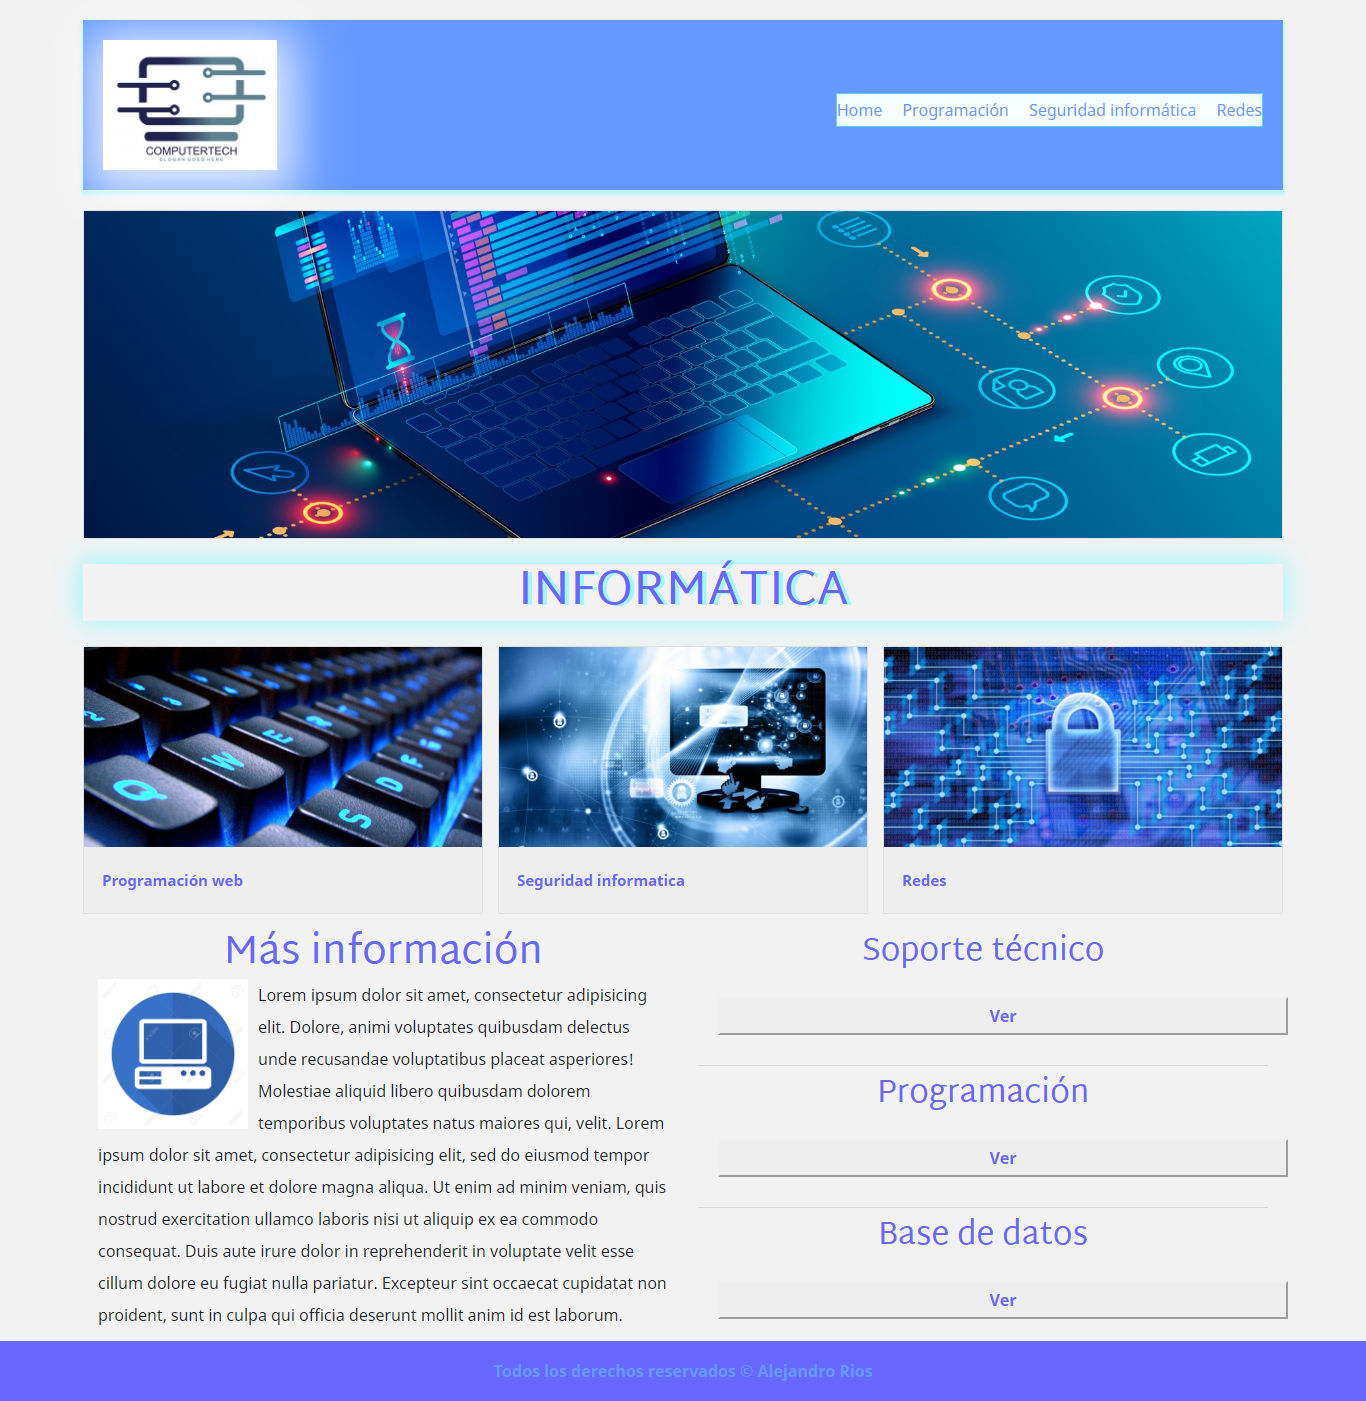 COMPUTERTECH
SLOGAN GOES HERE
Home Programación Seguridad informática Redes
INFORMÁTICA
Programación web
Seguridad informatica
Redes
Más información
Lorem ipsum dolor sit amet, consectetur adipisicing
elit. Dolore, animi voluptates quibusdam delectus
unde recusandae voluptatibus placeat asperiores!
Molestiae aliquid libero quibusdam dolorem
temporibus voluptates natus maiores qui, velit. Lorem
ipsum dolor sit amet, consectetur adipisicing elit, sed do eiusmod tempor
incididunt ut labore et dolore magna aliqua. Ut enim ad minim veniam, quis
nostrud exercitation ullamco laboris nisi ut aliquip ex ea commodo
consequat. Duis aute irure dolor in reprehenderit in voluptate velit esse
cillum dolore eu fugiat nulla pariatur. Excepteur sint occaecat cupidatat non
proident, sunt in culpa qui officia deserunt mollit anim id est laborum.
Soporte técnico
Ver
Programación
Ver
Base de datos
Ver
Todos los derechos reservados © Alejandro Rios